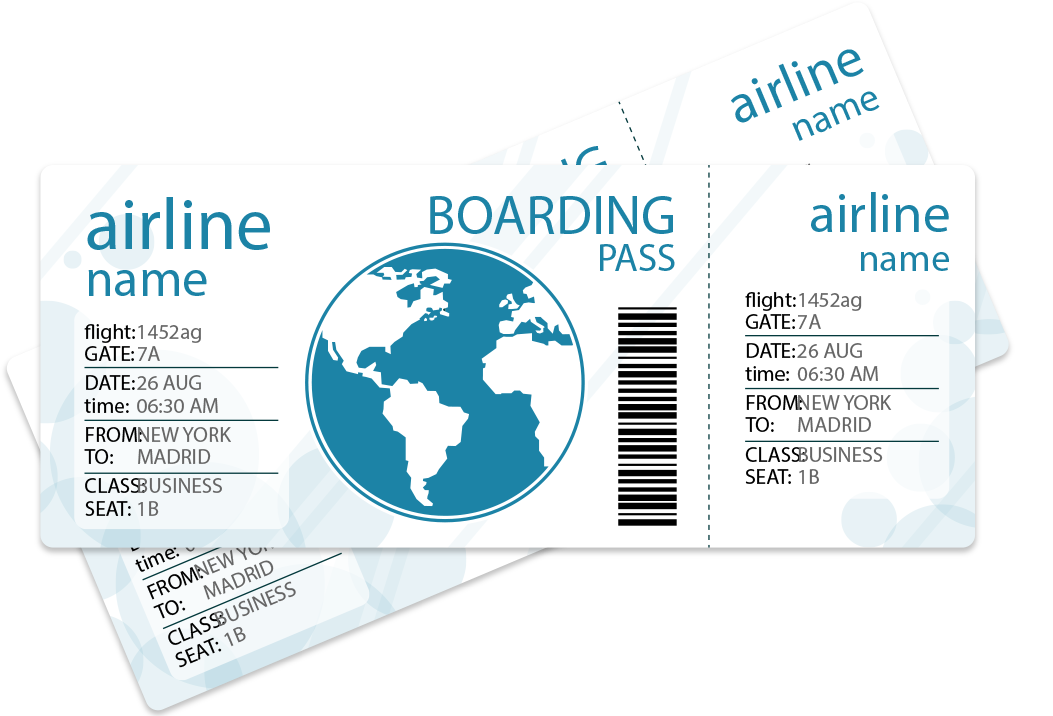 airline
name
NG
airline
name
flight:1452ag
GATE:7A
DATE:26 AUG
time: 06:30 AM
FROM:NEW YORK
TO: MADRID
CLASS:BUSINESS
SEAT: 1B
BOARDING
PASS
airline
name
flight:1452ag
GATE:7A
DATE:26 AUG
time: 06:30 AM
FROM:NEW YORK
TO: MADRID
CLASS:BUSINESS
SEAT: 1B
time:
FROM:NEW YOR
TO: MADRID
CLASS:BUSINESS
SEAT: 1B